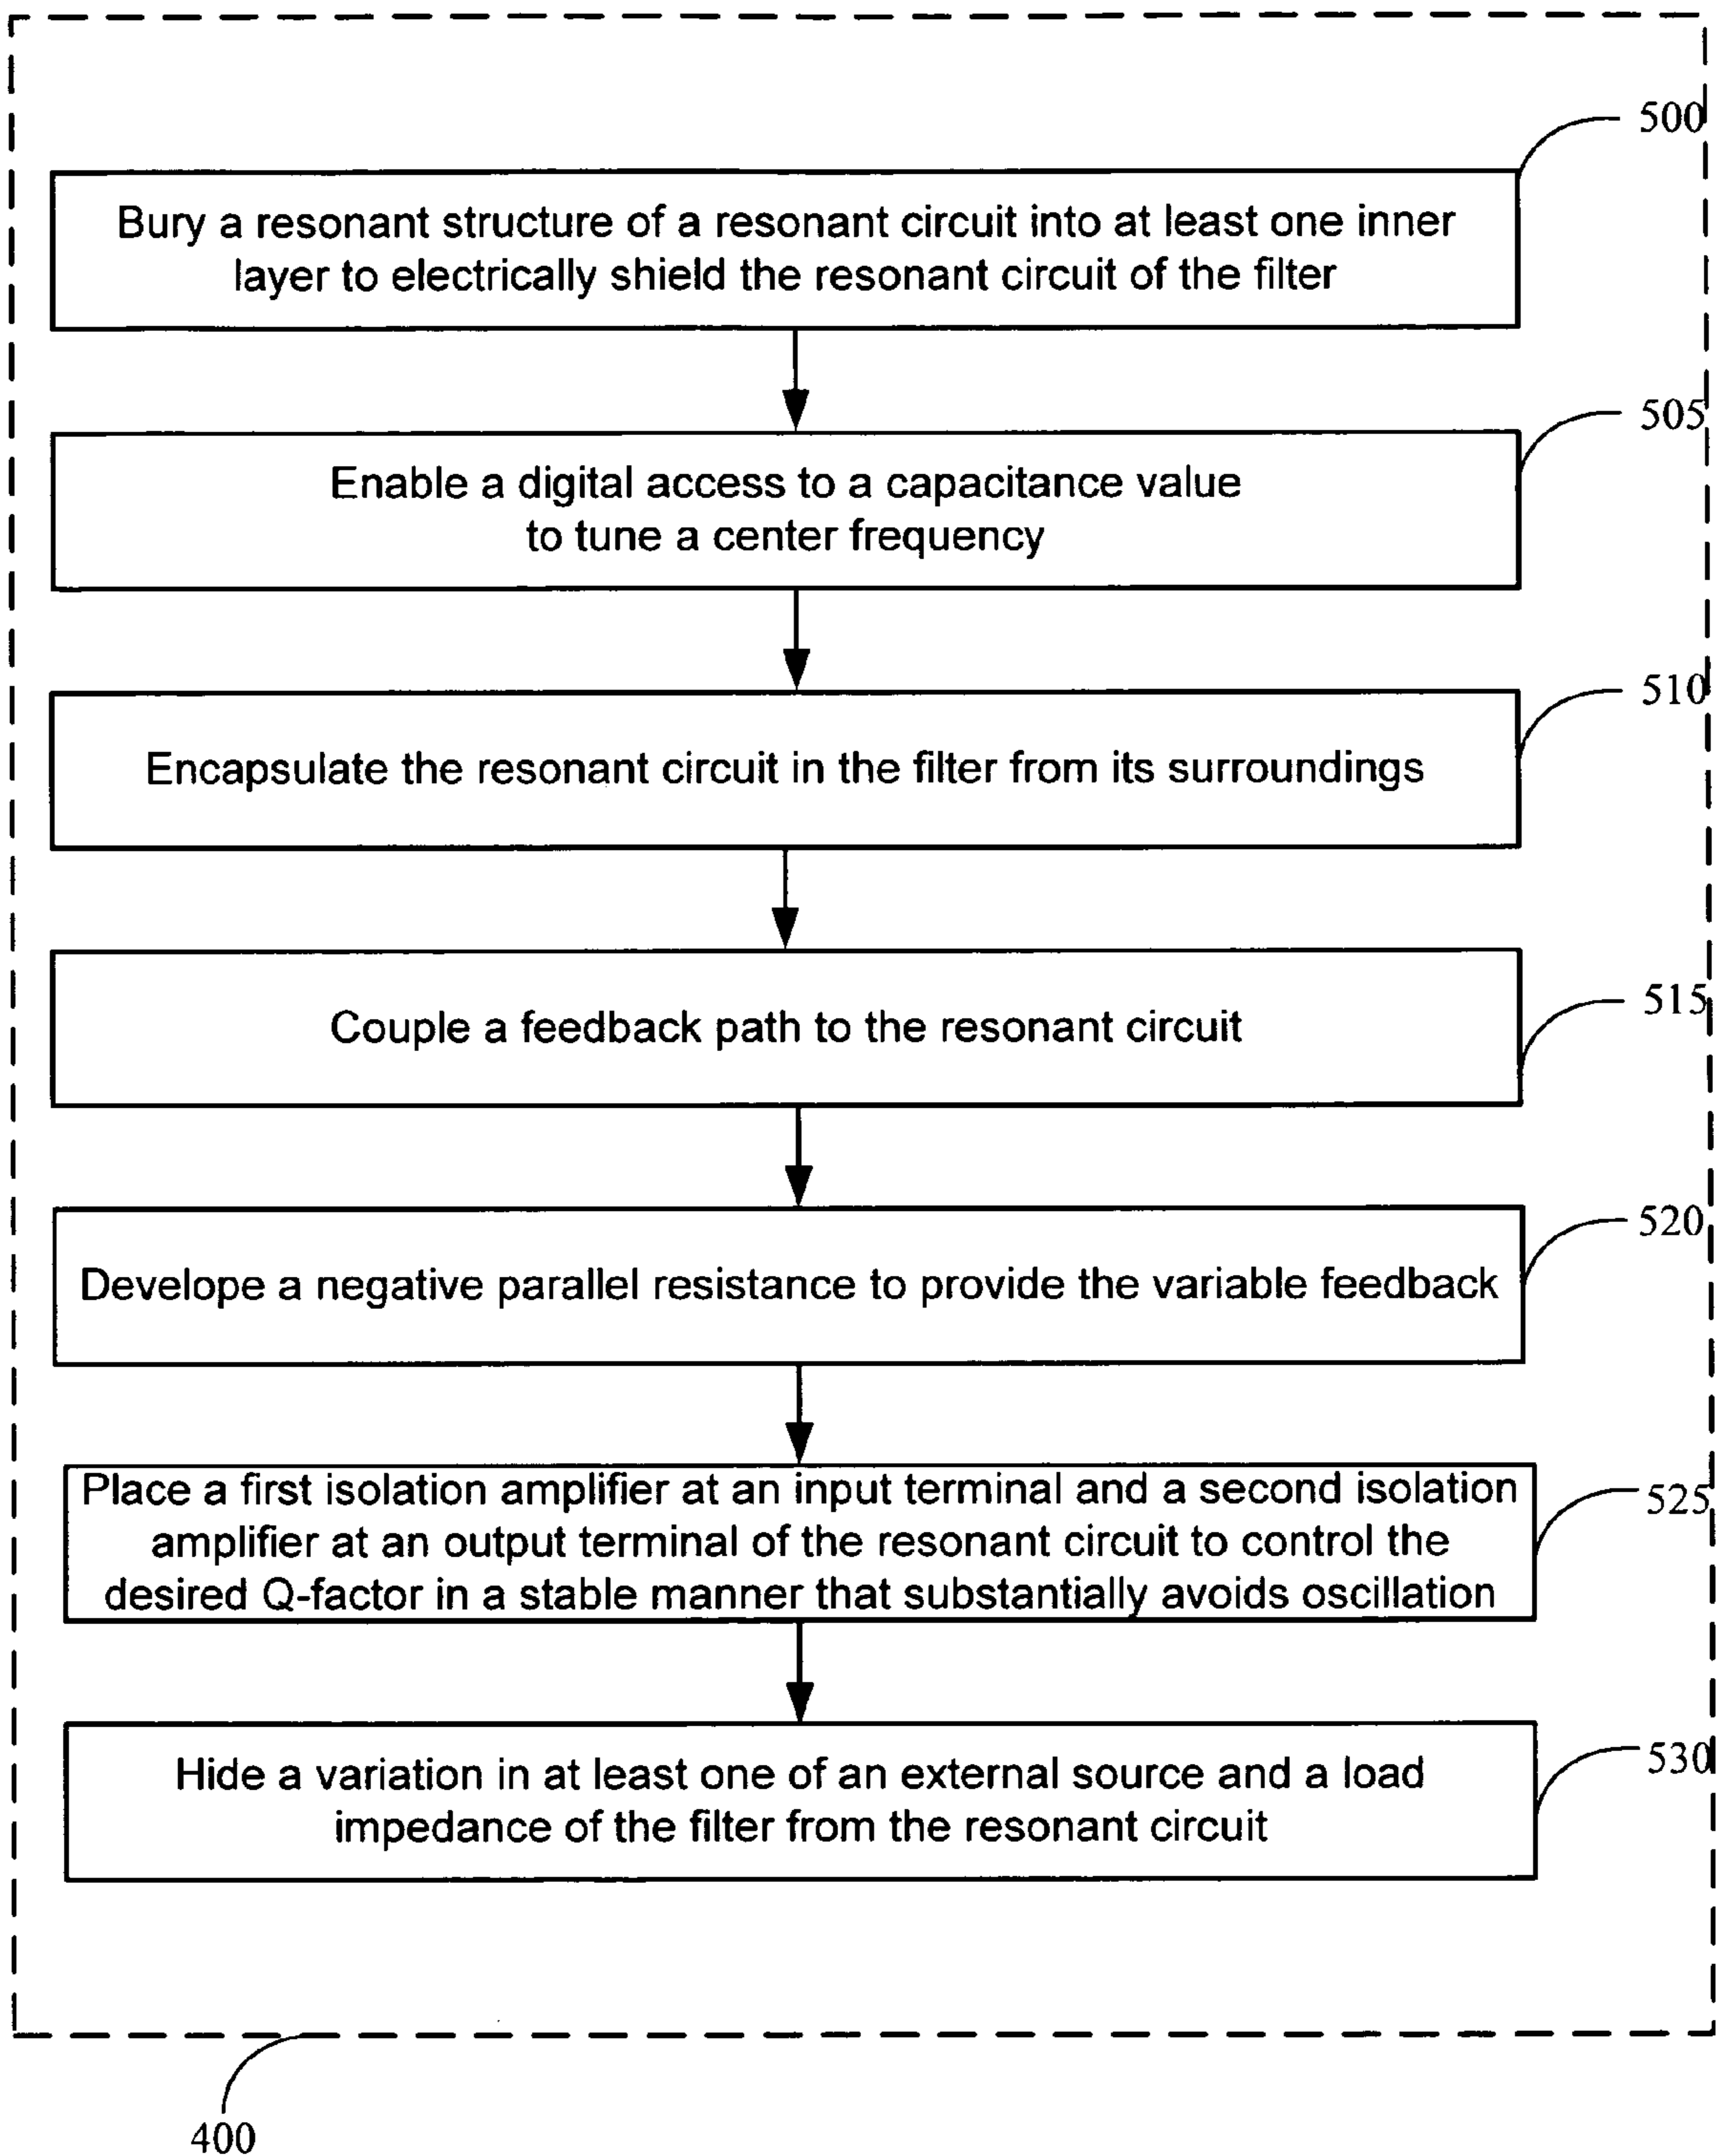 500
Bury a resonant structure of a resonant circuit into at least one inner
layer to electrically shield the resonant circuit of the filter
505
Enable a digital access to a capacitance value
to tune a center frequency
510
Encapsulate the resonant circuit in the filter from its surroundings
515
Couple a feedback path to the resonant circuit
520
Develope a negative parallel resistance to provide the variable feedback
525
Place a first isolation amplifier at an input terminal and a second isolation
amplifier at an output terminal of the resonant circuit to control the
desired Q-factor in a stable manner that substantially avoids oscillation
530
Hide a variation in at least one of an external source and a load
impedance of the filter from the resonant circuit
400